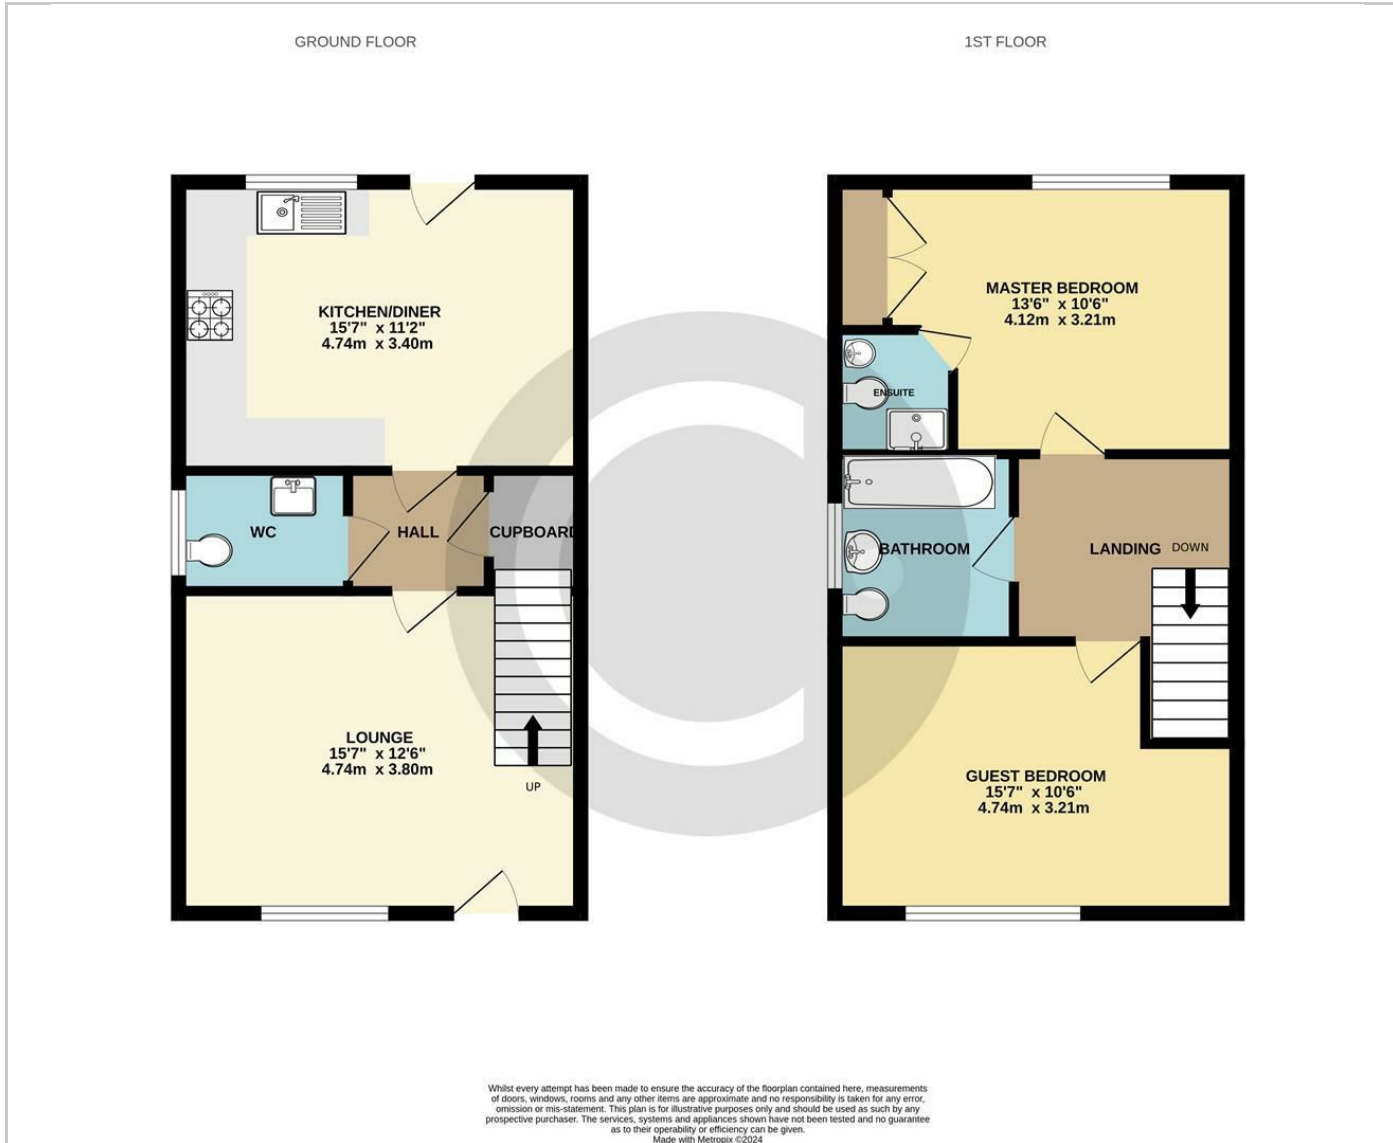 GROUND FLOOR
KITCHEN/DINER
15'7" x 11'2"
4.74m x 3.40m
WC
HALL
CUPBOARD
LOUNGE
15'7" x 12'6"
4.74m x 3.80m
UP
1ST FLOOR
MASTER BEDROOM
13'6" x 10'6"
4.12m x 3.21m
ENSUITE
BATHROOM
LANDING
DOWN
GUEST BEDROOM
15'7" x 10'6"
4.74m x 3.21m
Whilst every attempt has been made to ensure the accuracy of the floorplan contained here, measurements
of doors, windows, rooms and any other items are approximate and no responsibility is taken for any error,
omission or mis-statement. This plan is for illustrative purposes only and should be used as such by any
prospective purchaser. The services, systems and appliances shown have not been tested and no guarantee
as to their operability or efficiency can be given.
Made with Metropix ©2024